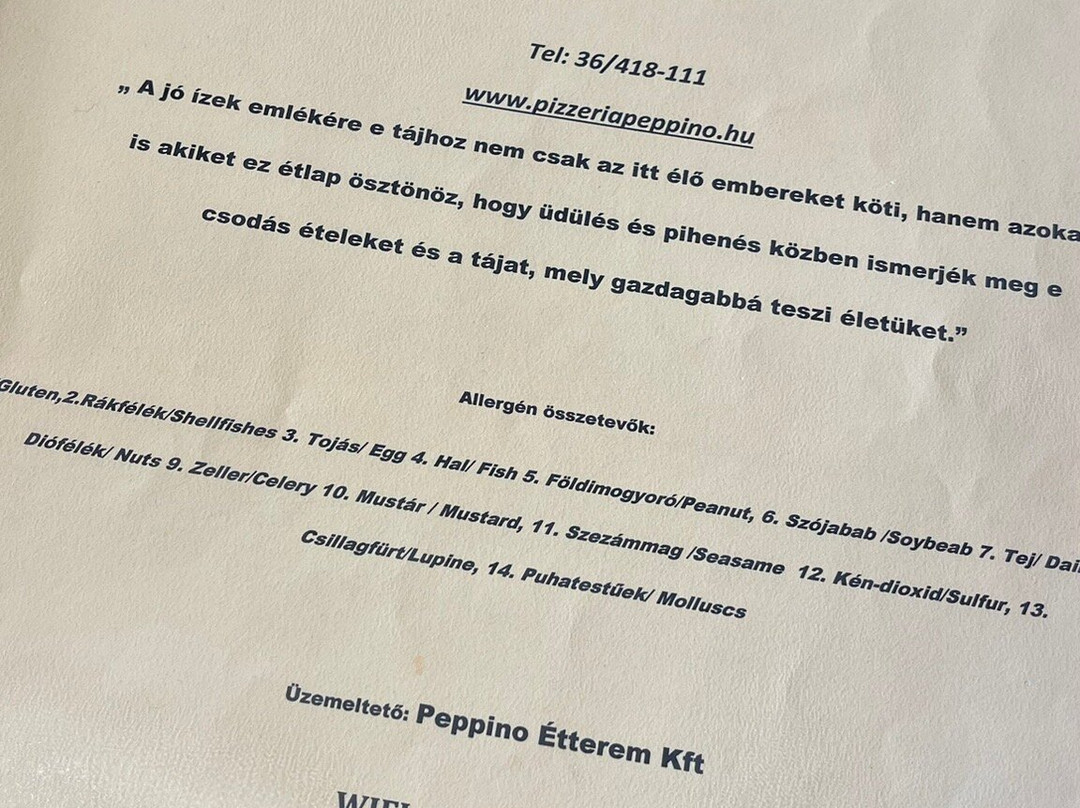 Tel: 36/418-111
www.pizzeriapeppino.hu
„ A jó ízek emlékére e tájhoz nem csak az itt élő embereket köti, hanem azoka
is akiket ez étlap ösztönöz, hogy üdülés és pihenés közben ismerjék meg e
csodás ételeket és a tájat, mely gazdagabbá teszi életüket.”
Allergén összetevők:
Gluten,2.Rákfélék/Shellfishes 3. Tojás/ Egg 4. Hal/ Fish 5. Földimogyoró/Peanut, 6. Szójabab /Soybeab 7. Tej/ Dai
Diófélék/ Nuts 9. Zeller/Celery 10. Mustár / Mustard, 11. Szezámmag /Seasame 12. Kén-dioxid/Sulfur, 13.
Csillagfürt/Lupine, 14. Puhatestűek/ Molluscs
Üzemeltető: Peppino Étterem Kft